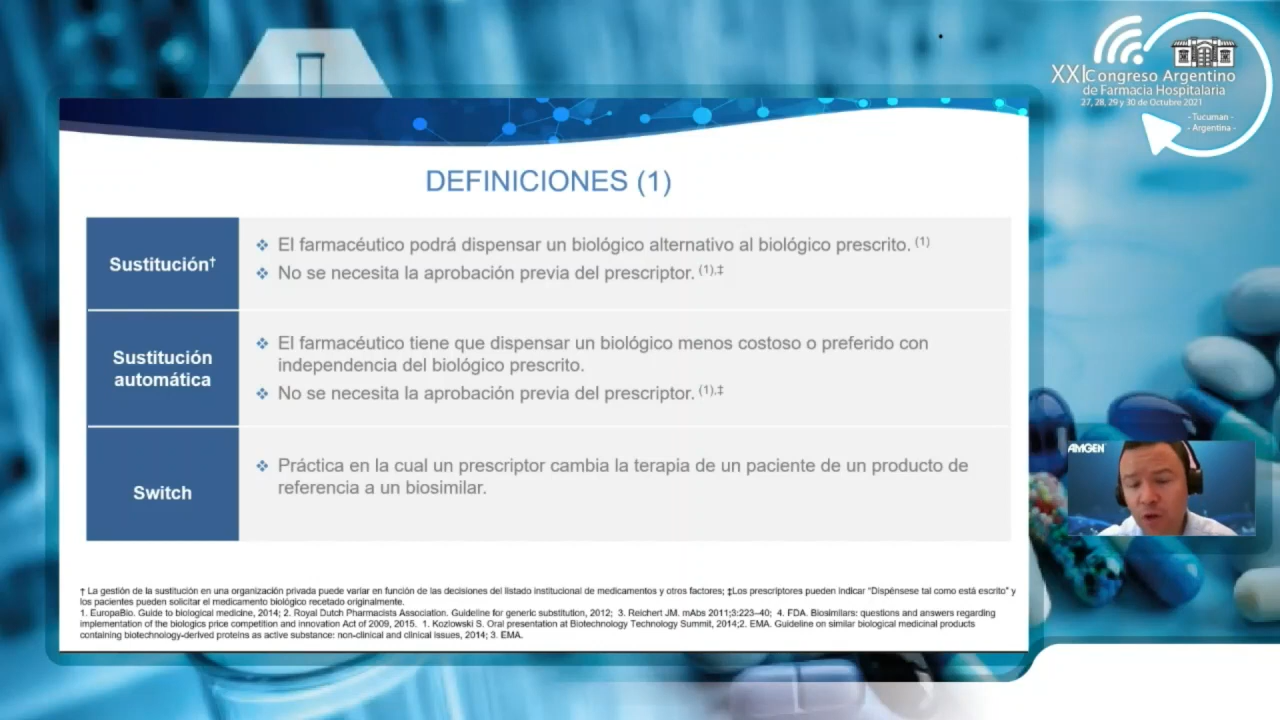 XXICongreso Argentino
de Farmacia Hospitalaria
27, 28, 29 y 30 de Octubre 2021
- Tucuman -
- Argentina -
DEFINICIONES (1)
Sustitución†
❖ El farmacéutico podrá dispensar un biológico alternativo al biológico prescrito. (1)
❖ No se necesita la aprobación previa del prescriptor. (1),‡
Sustitución
automática
❖ El farmacéutico tiene que dispensar un biológico menos costoso o preferido con
independencia del biológico prescrito.
❖ No se necesita la aprobación previa del prescriptor. (1),‡
Switch
❖ Práctica en la cual un prescriptor cambia la terapia de un paciente de un producto de
referencia a un biosimilar.
AMGEN
† La gestión de la sustitución en una organización privada puede variar en función de las decisiones del listado institucional de medicamentos y otros factores; ‡Los prescriptores pueden indicar "Dispénsese tal como está escrito" y
los pacientes pueden solicitar el medicamento biológico recetado originalmente.
1. EuropaBio. Guide to biological medicine, 2014; 2. Royal Dutch Pharmacists Association. Guideline for generic substitution, 2012; 3. Reichert JM. mAbs 2011;3:223–40; 4. FDA. Biosimilars: questions and answers regarding
implementation of the biologics price competition and innovation Act of 2009, 2015. 1. Kozlowski S. Oral presentation at Biotechnology Technology Summit, 2014;2. EMA. Guideline on similar biological medicinal products
containing biotechnology-derived proteins as active substance: non-clinical and clinical issues, 2014; 3. EMA.